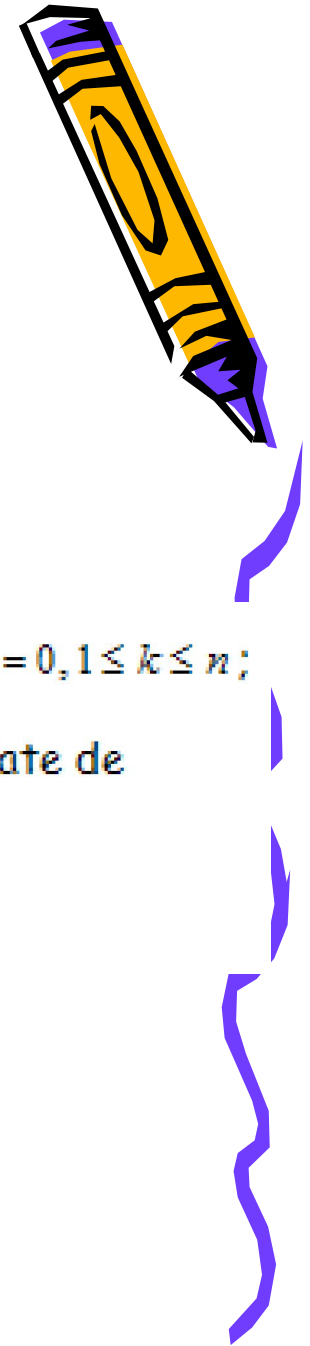 = 0, 1 ≤ k ≤ n ;
ate de